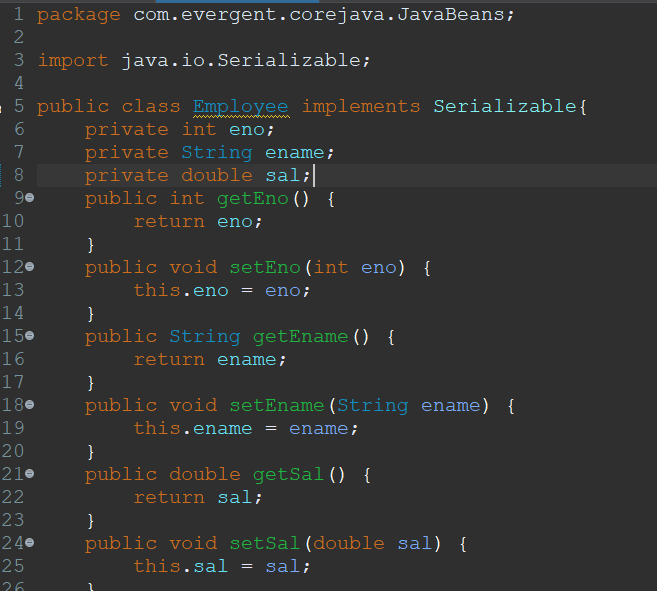 1 package com.evergent.corejava.JavaBeans;
2
3 import java.io.Serializable;
4
5 public class Employee implements Serializable{
6 private int eno;
7 private String ename;
8 private double sal;
9 public int getEno() {
10 return eno;
11 }
12 public void setEno(int eno) {
13 this.eno = eno;
14 }
15 public String getEname() {
16 return ename;
17 }
18 public void setEname(String ename) {
19 this.ename = ename;
20 }
21 public double getSal() {
22 return sal;
23 }
24 public void setSal(double sal) {
25 this.sal = sal;
26 }